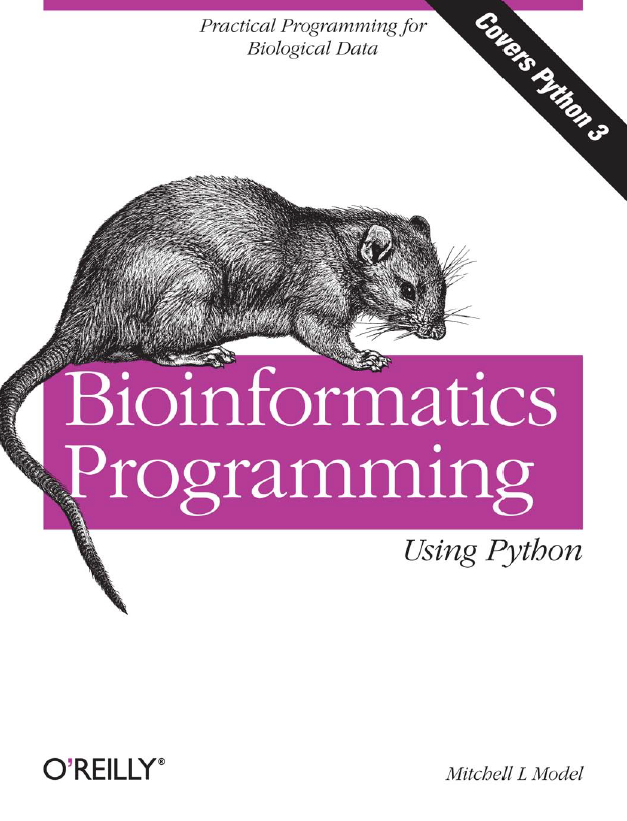 Practical Programming for
Biological Data
Covers Python 3
Bioinformatics
Programming
Using Python
O'REILLY®
Mitchell L Model